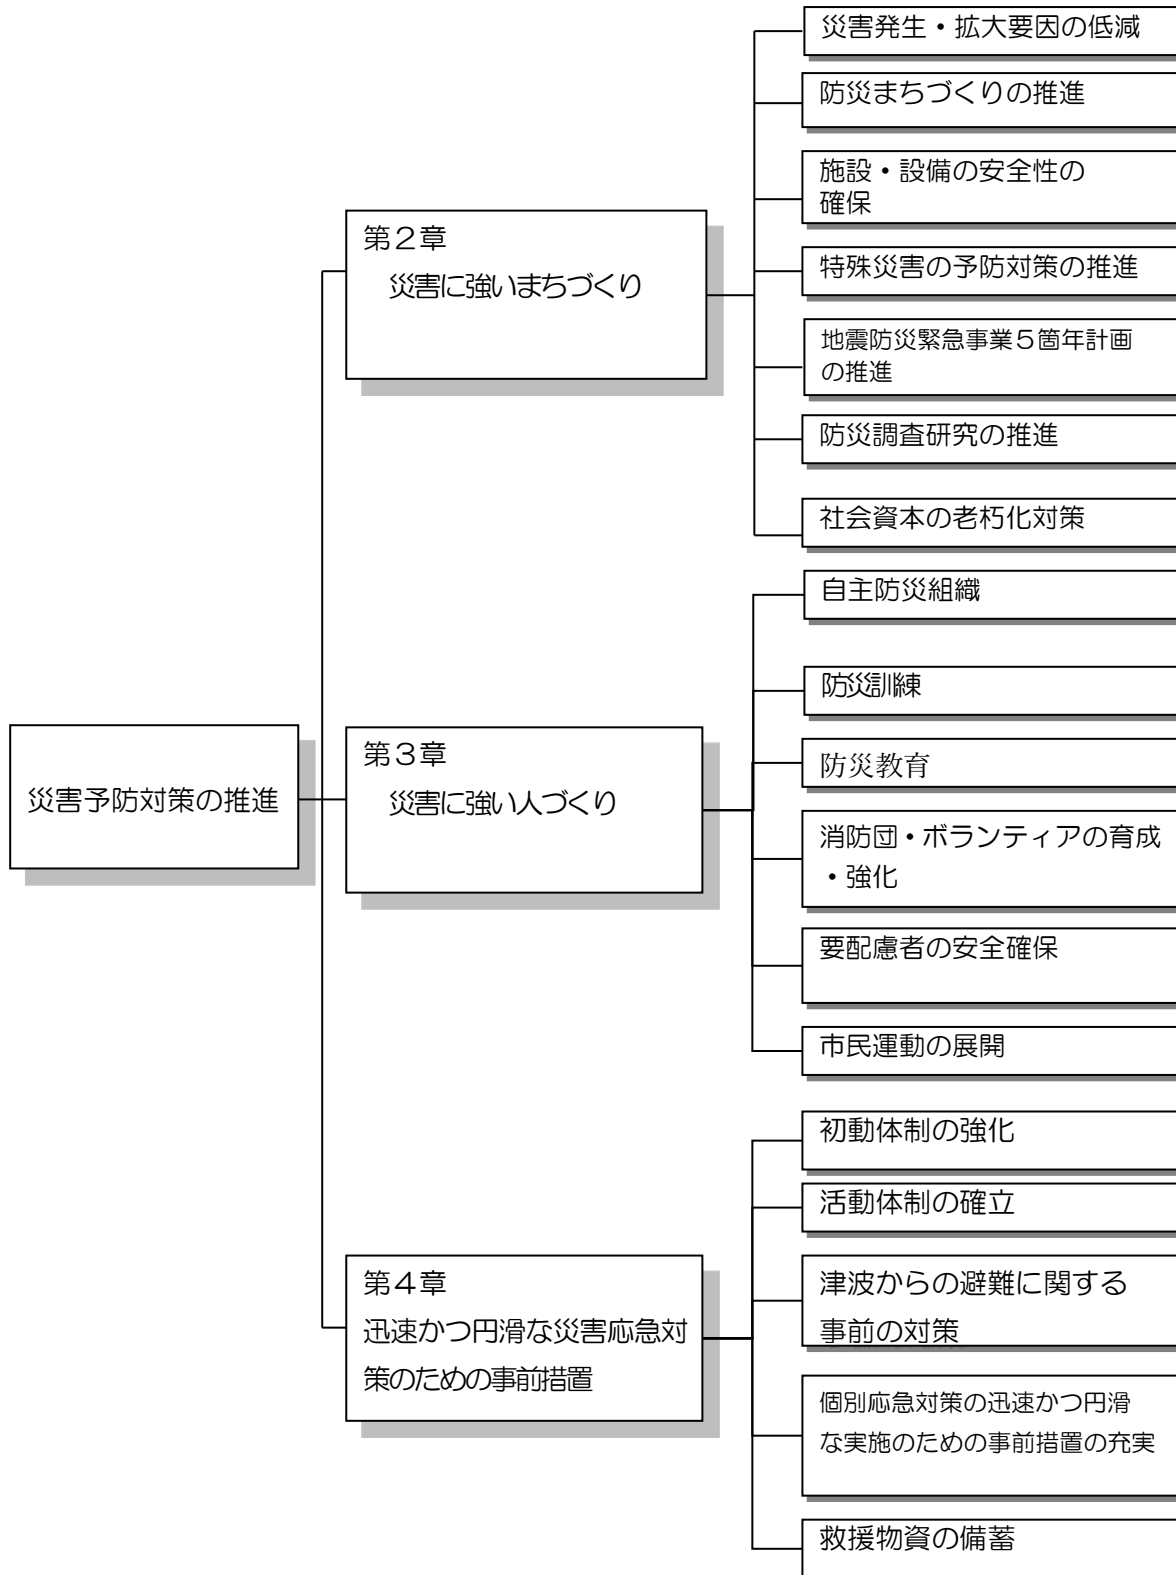 災害予防対策の推進
第２章
災害に強いまちづくり
災害発生・拡大要因の低減
防災まちづくりの推進
施設・設備の安全性の
確保
特殊災害の予防対策の推進
地震防災緊急事業５箇年計画
の推進
防災調査研究の推進
社会資本の老朽化対策
第３章
災害に強い人づくり
自主防災組織
防災訓練
防災教育
消防団・ボランティアの育成
・強化
要配慮者の安全確保
市民運動の展開
第４章
迅速かつ円滑な災害応急対
策のための事前措置
初動体制の強化
活動体制の確立
津波からの避難に関する
事前の対策
個別応急対策の迅速かつ円滑
な実施のための事前措置の充実
救援物資の備蓄